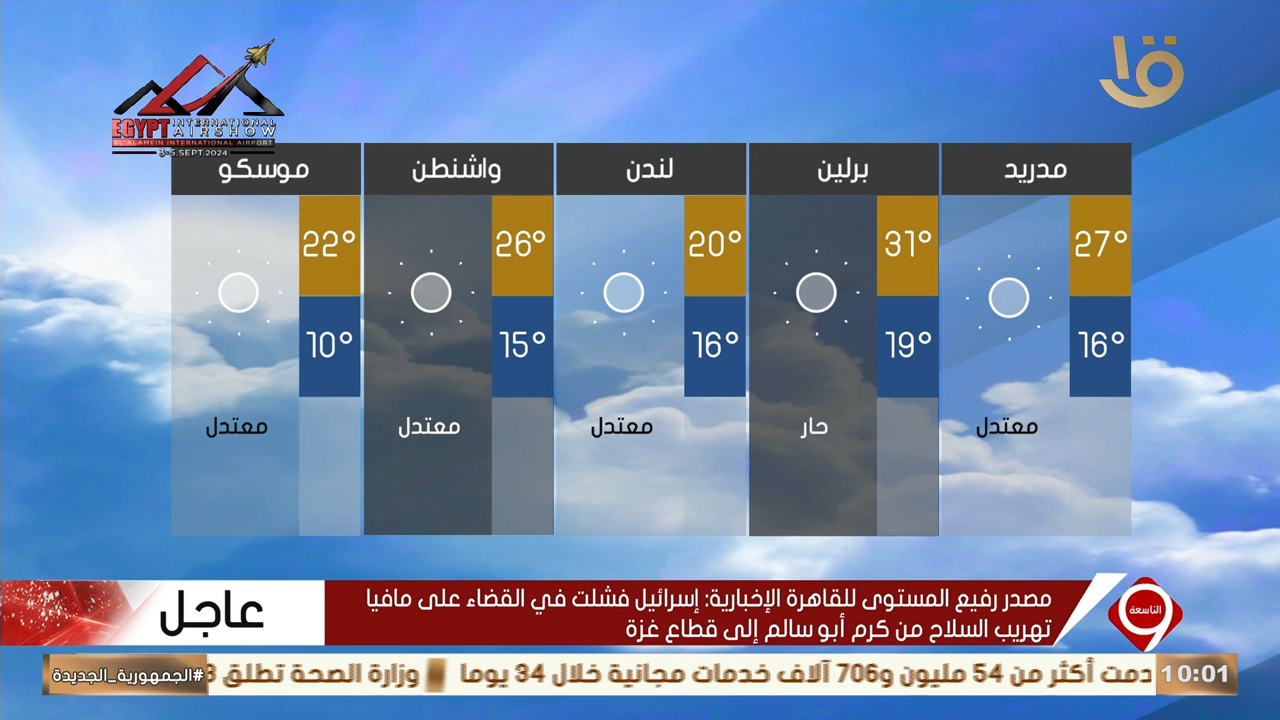 EGYPT INTERNATIONAL
AIRSHOW
EL ALAMEIN INTERNATIONAL AIRPORT
3-5.SEPT.2024
مدريد
27°
16°
معتدل
برلين
31°
19°
حار
لندن
20°
16°
معتدل
واشنطن
26°
15°
معتدل
موسكو
22°
10°
معتدل
التاسعة
9
مصدر رفيع المستوى للقاهرة الإخبارية: إسرائيل فشلت في القضاء على مافيا
تهريب السلاح من كرم أبو سالم إلى قطاع غزة
عاجل
10:01
دمت أكثر من 54 مليون و706 آلاف خدمات مجانية خلال 34 يوما وزارة الصحة تطلق
#الجمهورية_الجديدة